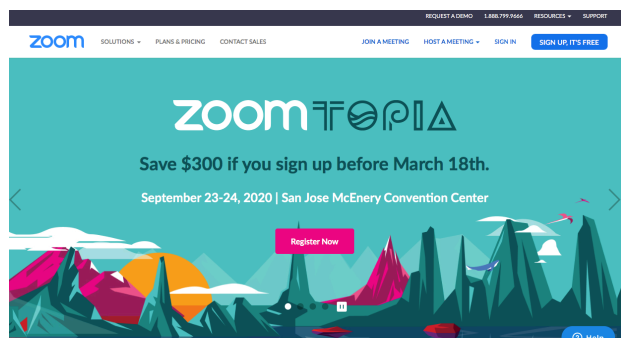 REQUEST A DEMO 1.888.799.9666 RESOURCES SUPPORT
zoom SOLUTIONS PLANS & PRICING CONTACT SALES JOIN A MEETING HOST A MEETING SIGN IN SIGN UP, IT'S FREE
zoomTOPIA
Save $300 if you sign up before March 18th.
September 23-24, 2020 | San Jose McEnery Convention Center
Register Now
Help